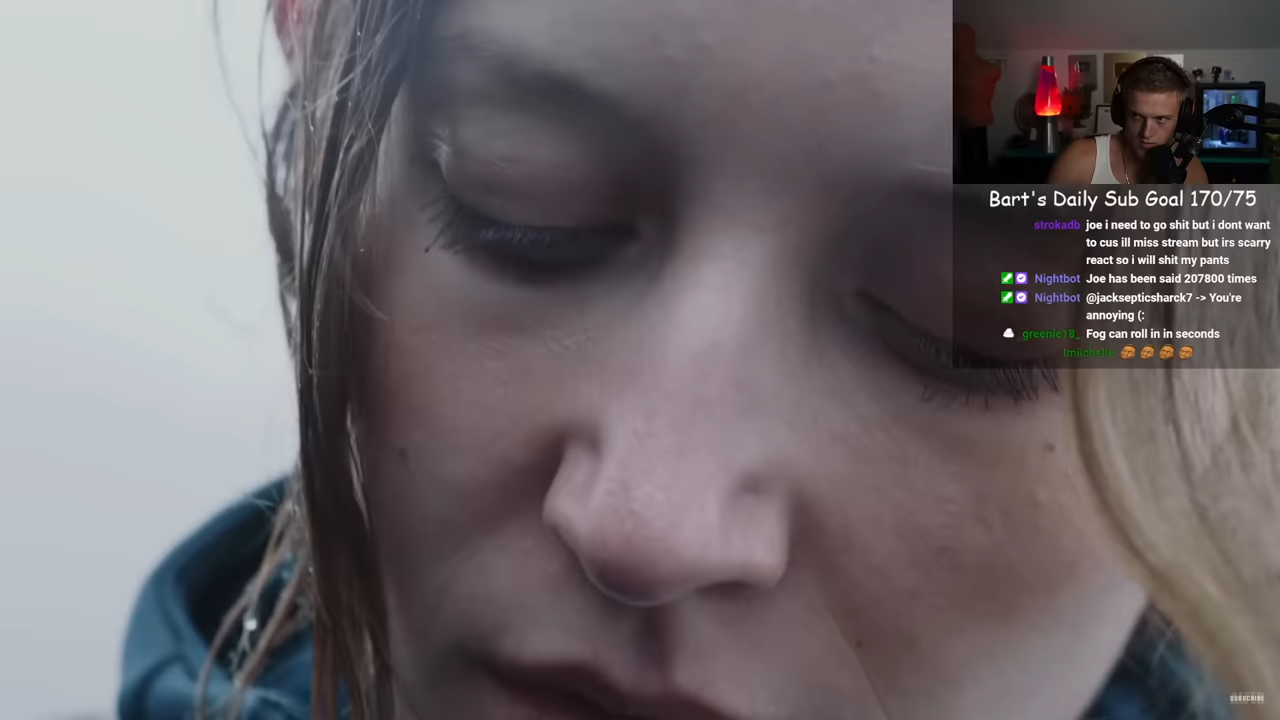 Bart's Daily Sub Goal 170/75
strokadb joe i need to go shit but i dont want
to cus ill miss stream but irs scarry
react so i will shit my pants
Nightbot Joe has been said 207800 times
Nightbot @jacksepticsharck7 -> You're
annoying (:
greenie18_ Fog can roll in in seconds
SUBSCRIBE